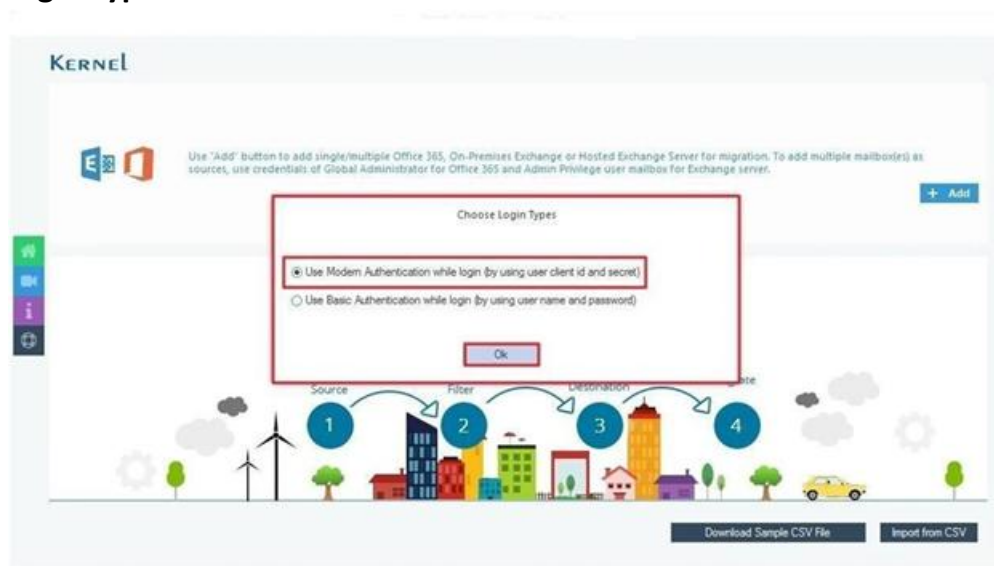 KERNEL
Use "Add" button to add single/multiple Office 365, On-Premises Exchange or Hosted Exchange Server for migration. To add multiple mailbox(es) as
sources, use credentials of Global Administrator for Office 365 and Admin Privilege user mailbox for Exchange server.
+ Add
Choose Login Types
Use Modern Authentication while login (by using user client id and secret)
Use Basic Authentication while login (by using user name and password)
Ok
Source
Filter
Destination
1
2
3
4
Download Sample CSV File
Import from CSV